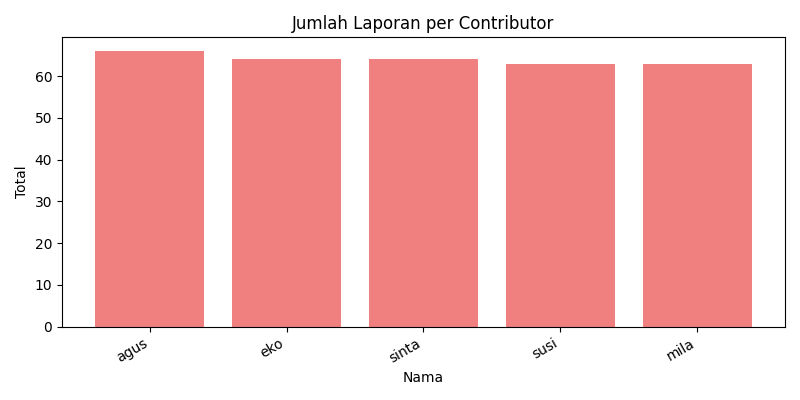 Jumlah Laporan per Contributor
Total
60
50
40
30
20
10
0
agus
eko
sinta
susi
mila
Nama